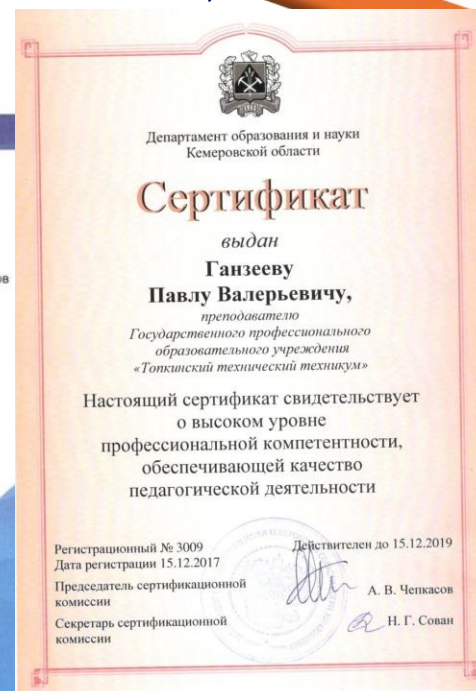 Департамент образования и науки
Кемеровской области
Сертификат
выдан
Ганзееву
Павлу Валерьевичу,
преподавателю
Государственного профессионального
образовательного учреждения
«Топкинский технический техникум»
Настоящий сертификат свидетельствует
о высоком уровне
профессиональной компетентности,
обеспечивающей качество
педагогической деятельности
Регистрационный № 3009
Действителен до 15.12.2019
Дата регистрации 15.12.2017
Председатель сертификационной
комиссии
А. В. Чепкасов
Секретарь сертификационной
комиссии
Н. Г. Сован